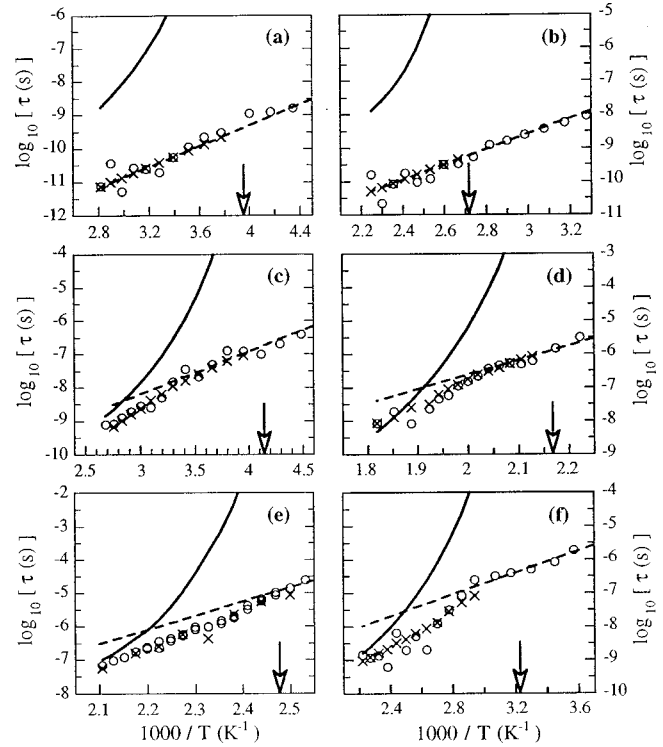 -6
-7
-8
-9
-10
-11
-12
(a)
2.8 3.2 3.6 4 4.4
log10 [ τ (s) ]
-5
-6
-7
-8
-9
-10
-11
(b)
2.2 2.4 2.6 2.8 3 3.2
log10 [ τ (s) ]
-4
-5
-6
-7
-8
-9
-10
(c)
2.5 3.0 3.5 4.0 4.5
log10 [ τ (s) ]
-3
-4
-5
-6
-7
-8
-9
(d)
1.8 1.9 2 2.1 2.2
log10 [ τ (s) ]
-2
-3
-4
-5
-6
-7
-8
(e)
2.1 2.2 2.3 2.4 2.5
log10 [ τ (s) ]
1000 / T (K-1)
-4
-5
-6
-7
-8
-9
-10
(f)
2.4 2.8 3.2 3.6
log10 [ τ (s) ]
1000 / T (K-1)